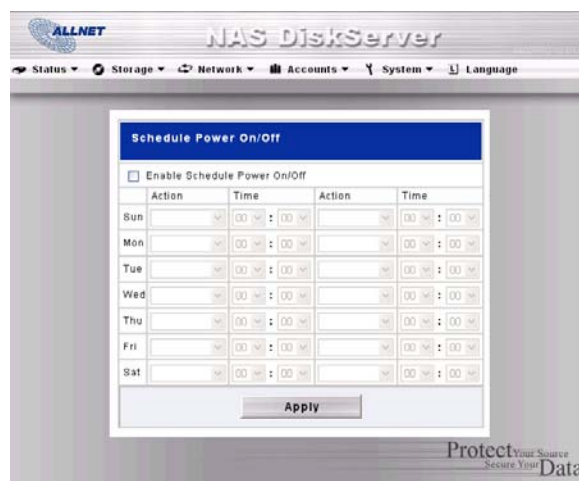 ALLNET
NAS DiskServer
Status Storage Network Accounts System Language
Schedule Power On/Off
Enable Schedule Power On/Off
Action Time Action Time
Sun 00 : 00 00 : 00
Mon 00 : 00 00 : 00
Tue 00 : 00 00 : 00
Wed 00 : 00 00 : 00
Thu 00 : 00 00 : 00
Fri 00 : 00 00 : 00
Sat 00 : 00 00 : 00
Apply
Protect Your Source
Secure Your Data